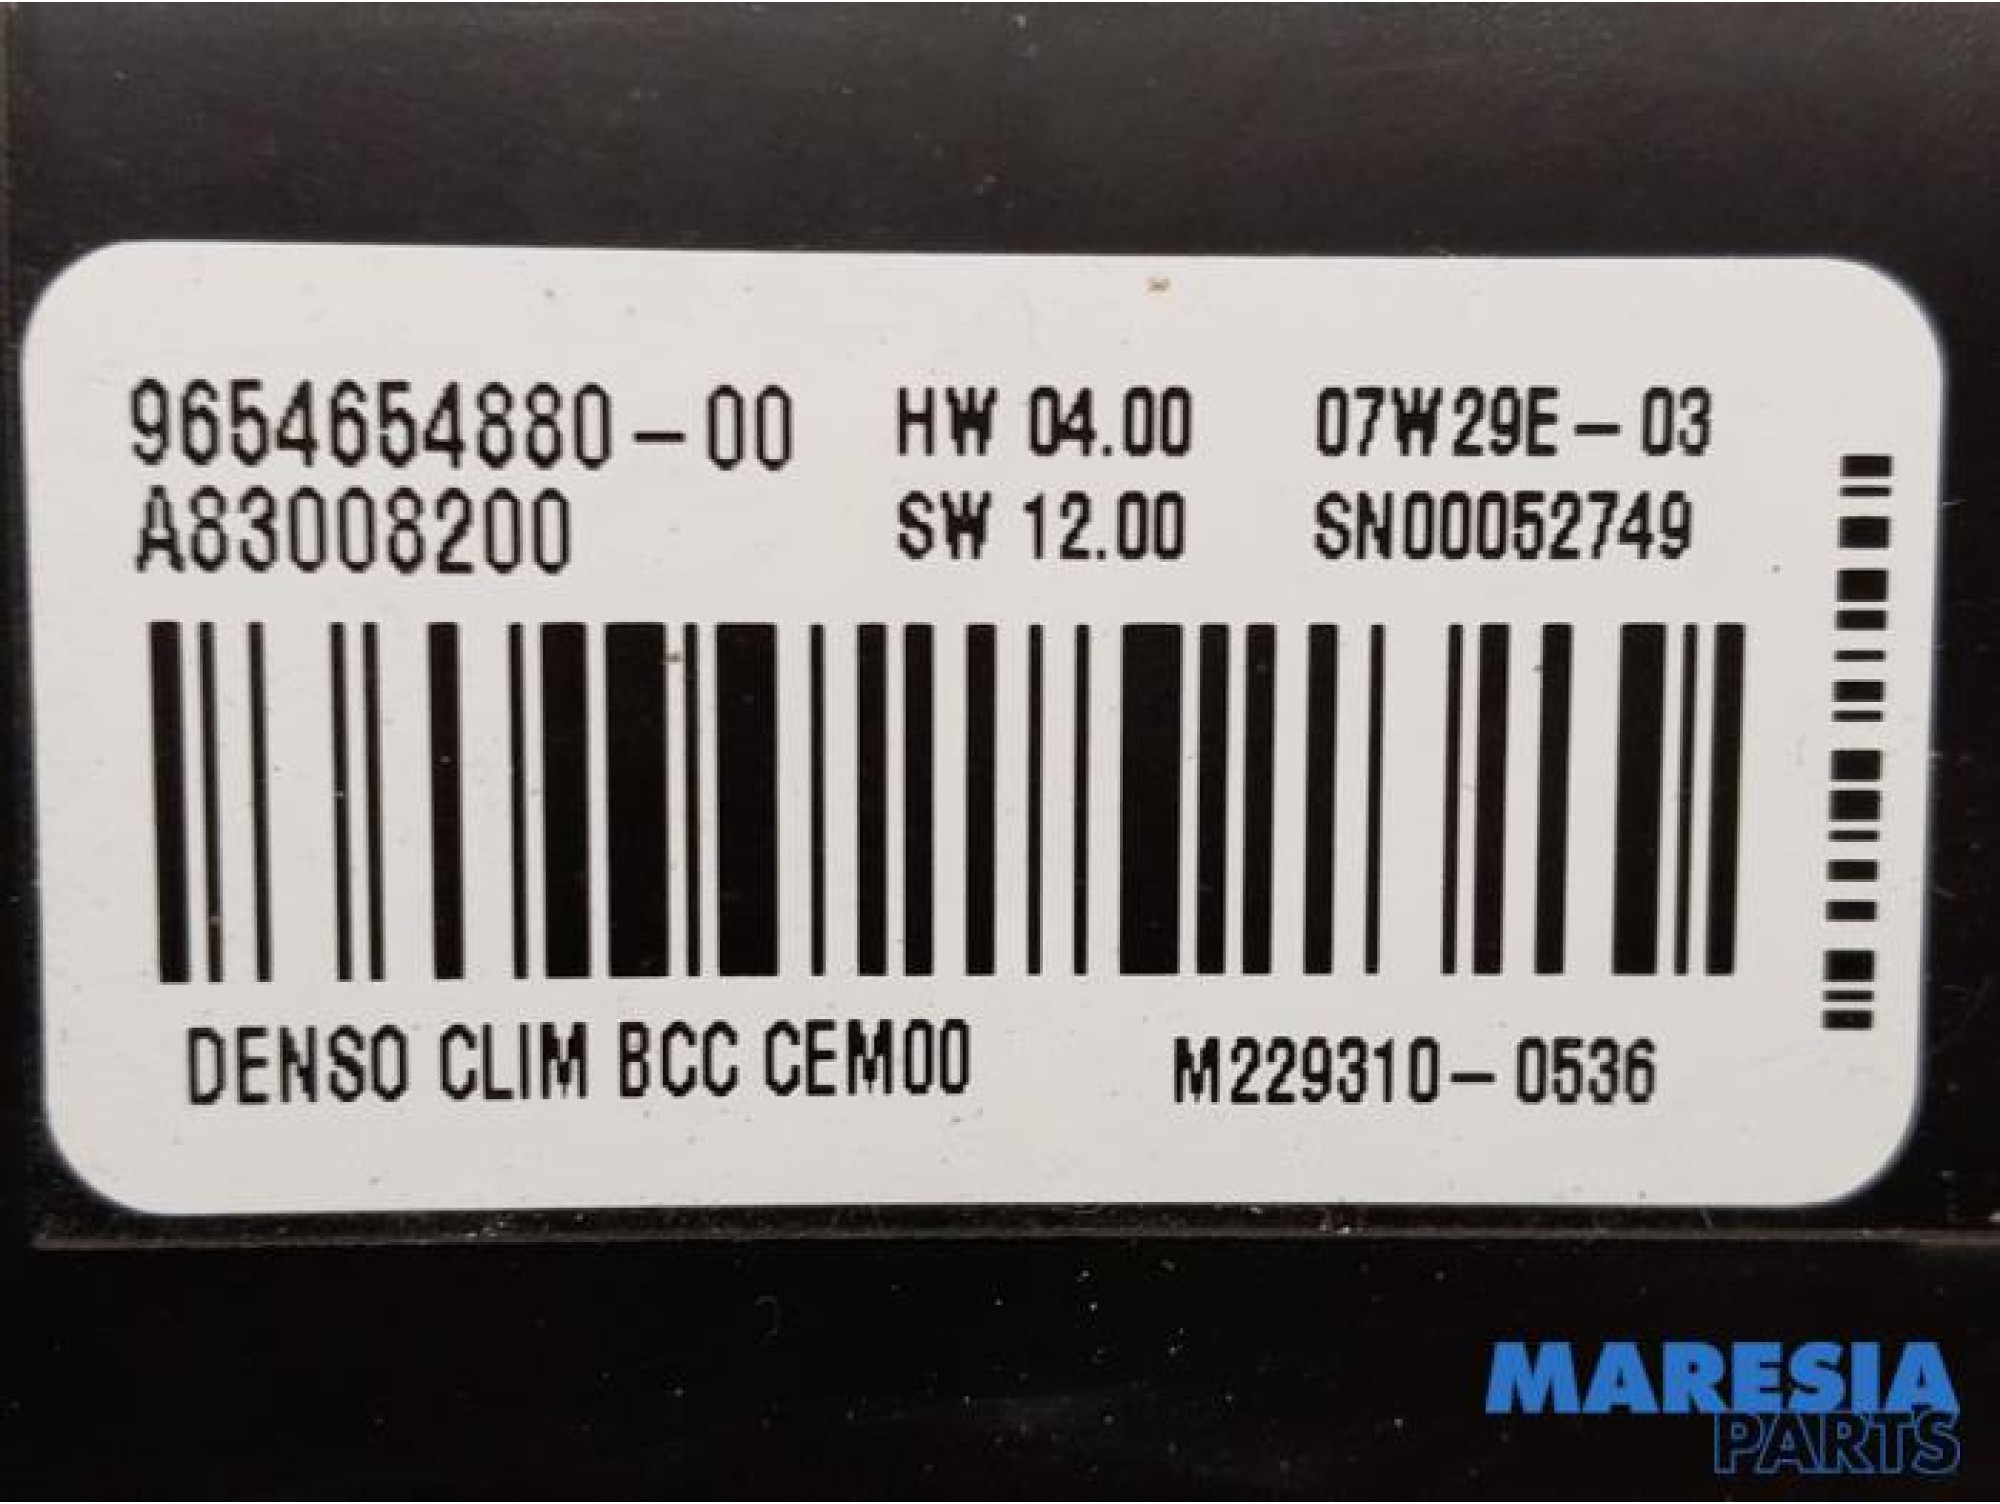 9654654880-00 HW 04.00 07W29E-03
A83008200 SW 12.00 SN00052749
DENSO CLIM BCC CEM00 M229310-0536
MARESIA
PARTS